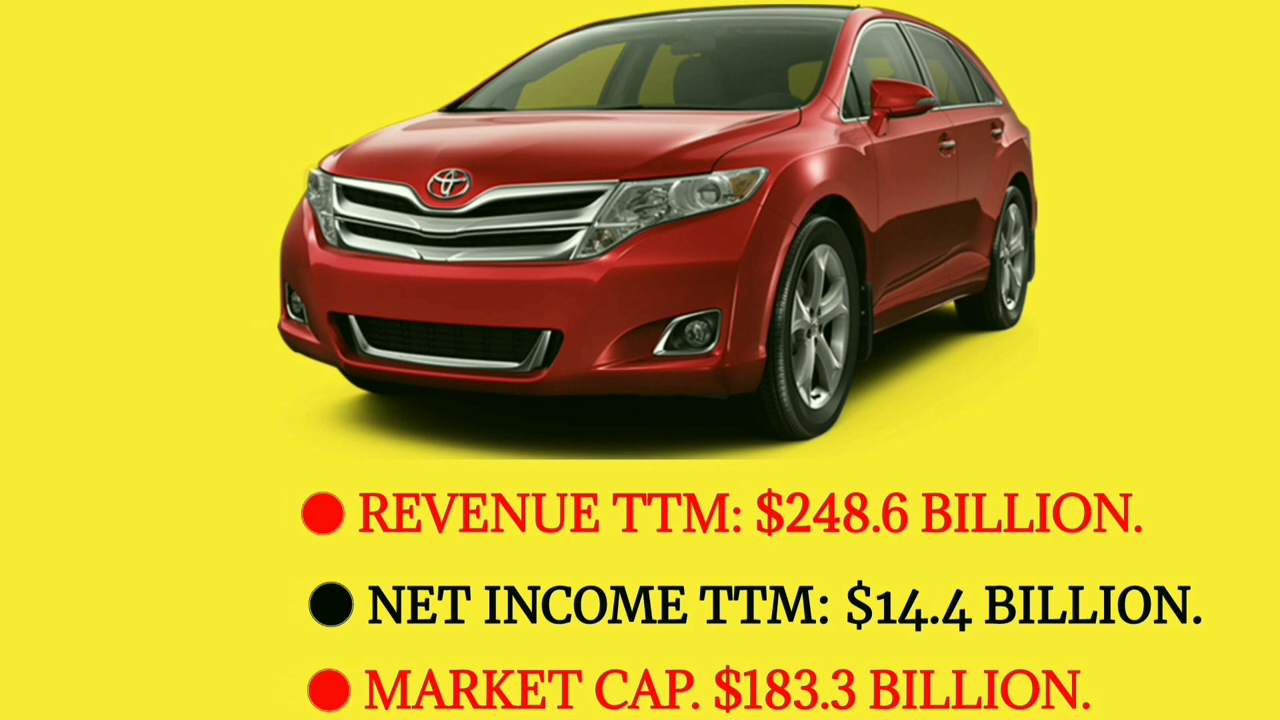 REVENUE TTM: $248.6 BILLION.
NET INCOME TTM: $14.4 BILLION.
MARKET CAP. $183.3 BILLION.